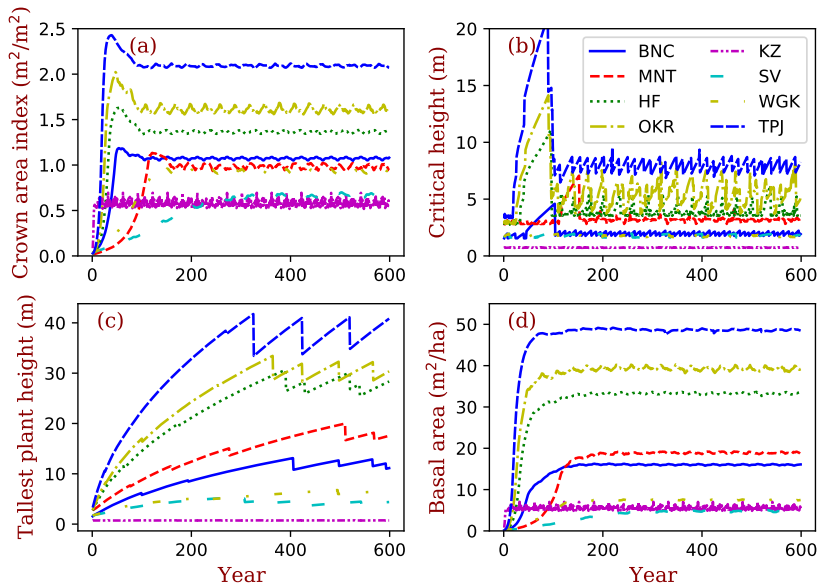 (a)
Crown area index (m²/m²)
2.5
2.0
1.5
1.0
0.5
0.0
0
200
400
600
Year
(b)
Critical height (m)
20
15
10
5
0
0
200
400
600
Year
BNC
MNT
HF
OKR
KZ
SV
WGK
TPJ
(c)
Tallest plant height (m)
40
30
20
10
0
0
200
400
600
Year
(d)
Basal area (m²/ha)
50
40
30
20
10
0
0
200
400
600
Year